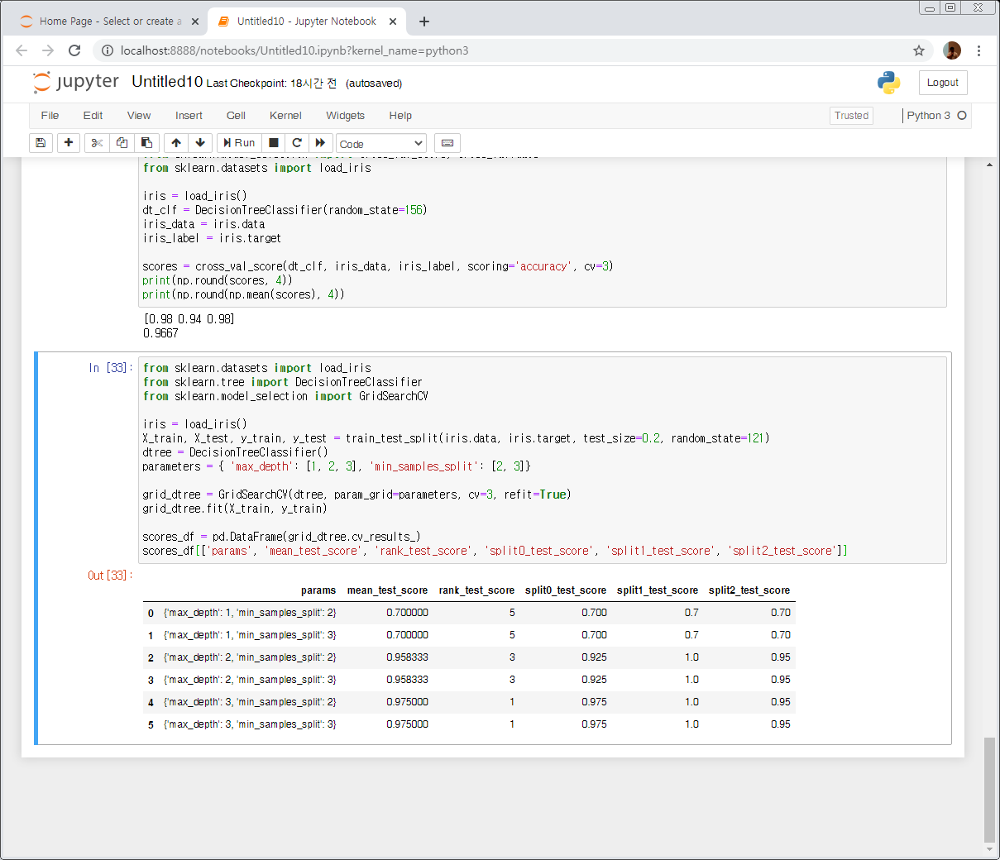 Home Page - Select or create a
Untitled10 - Jupyter Notebook
localhost:8888/notebooks/Untitled10.ipynb?kernel_name=python3
jupyter Untitled10 Last Checkpoint: 18시간 전 (autosaved)
Logout
File Edit View Insert Cell Kernel Widgets Help
Trusted
Python 3
Run
Code
from sklearn.datasets import load_iris
iris = load_iris()
dt_clf = DecisionTreeClassifier(random_state=156)
iris_data = iris.data
iris_label = iris.target
scores = cross_val_score(dt_clf, iris_data, iris_label, scoring='accuracy', cv=3)
print(np.round(scores, 4))
print(np.round(np.mean(scores), 4))
[0.98 0.94 0.98]
0.9667
In [33]:
from sklearn.datasets import load_iris
from sklearn.tree import DecisionTreeClassifier
from sklearn.model_selection import GridSearchCV
iris = load_iris()
X_train, X_test, y_train, y_test = train_test_split(iris.data, iris.target, test_size=0.2, random_state=121)
dtree = DecisionTreeClassifier()
parameters = { 'max_depth': [1, 2, 3], 'min_samples_split': [2, 3]}
grid_dtree = GridSearchCV(dtree, param_grid=parameters, cv=3, refit=True)
grid_dtree.fit(X_train, y_train)
scores_df = pd.DataFrame(grid_dtree.cv_results_)
scores_df[['params', 'mean_test_score', 'rank_test_score', 'split0_test_score', 'split1_test_score', 'split2_test_score']]
Out[33]:
params mean_test_score rank_test_score split0_test_score split1_test_score split2_test_score
0 {'max_depth': 1, 'min_samples_split': 2} 0.700000 5 0.700 0.7 0.70
1 {'max_depth': 1, 'min_samples_split': 3} 0.700000 5 0.700 0.7 0.70
2 {'max_depth': 2, 'min_samples_split': 2} 0.958333 3 0.925 1.0 0.95
3 {'max_depth': 2, 'min_samples_split': 3} 0.958333 3 0.925 1.0 0.95
4 {'max_depth': 3, 'min_samples_split': 2} 0.975000 1 0.975 1.0 0.95
5 {'max_depth': 3, 'min_samples_split': 3} 0.975000 1 0.975 1.0 0.95